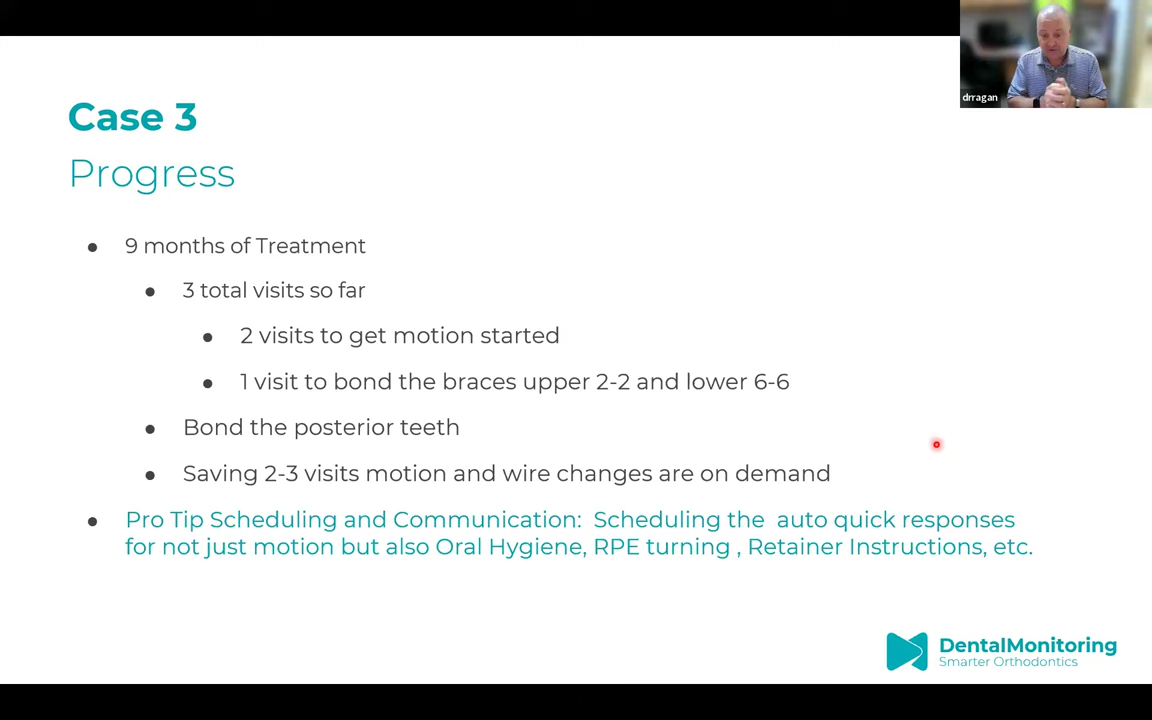 drragan
Case 3
Progress
● 9 months of Treatment
● 3 total visits so far
● 2 visits to get motion started
● 1 visit to bond the braces upper 2-2 and lower 6-6
● Bond the posterior teeth
● Saving 2-3 visits motion and wire changes are on demand
● Pro Tip Scheduling and Communication:  Scheduling the  auto quick responses
for not just motion but also Oral Hygiene, RPE turning , Retainer Instructions, etc.
DentalMonitoring
Smarter Orthodontics